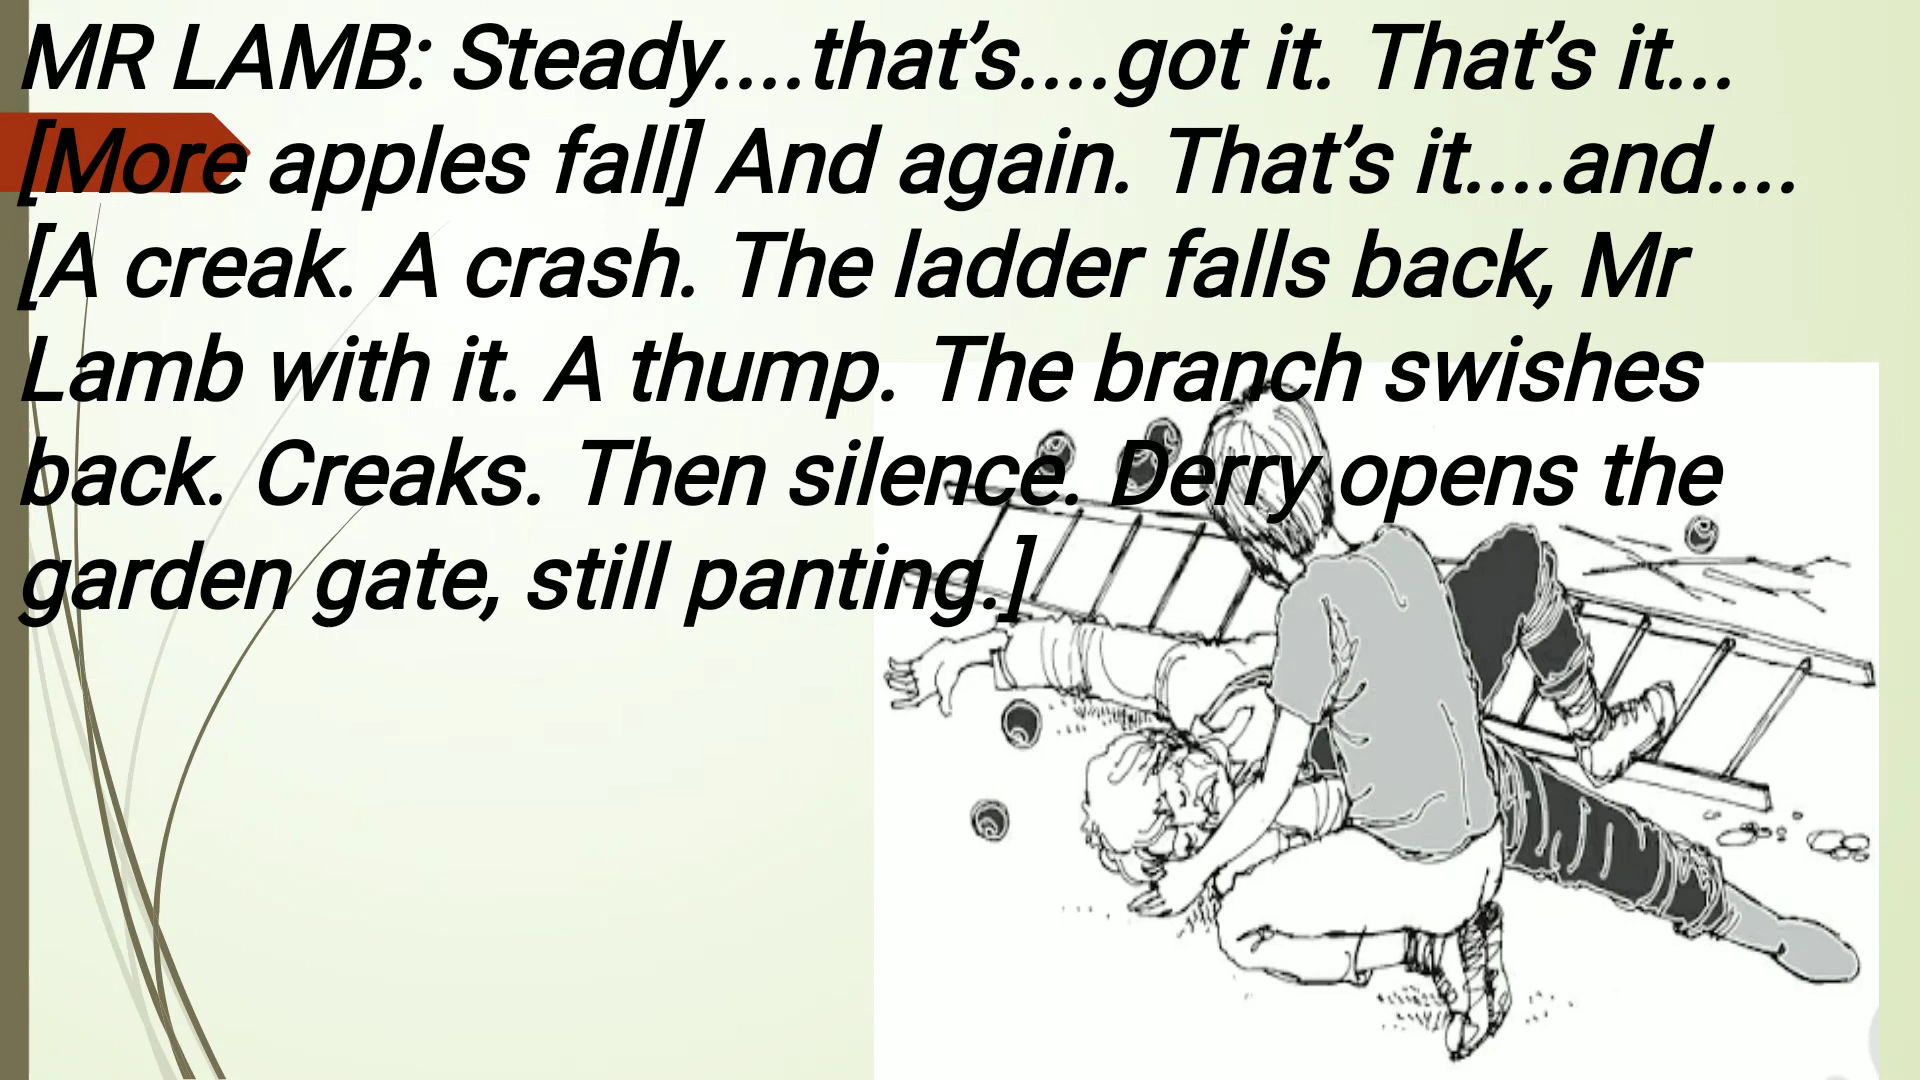 MR LAMB: Steady....that’s....got it. That’s it...
[More apples fall] And again. That’s it....and....
[A creak. A crash. The ladder falls back, Mr
Lamb with it. A thump. The branch swishes
back. Creaks. Then silence. Derry opens the
garden gate, still panting.]